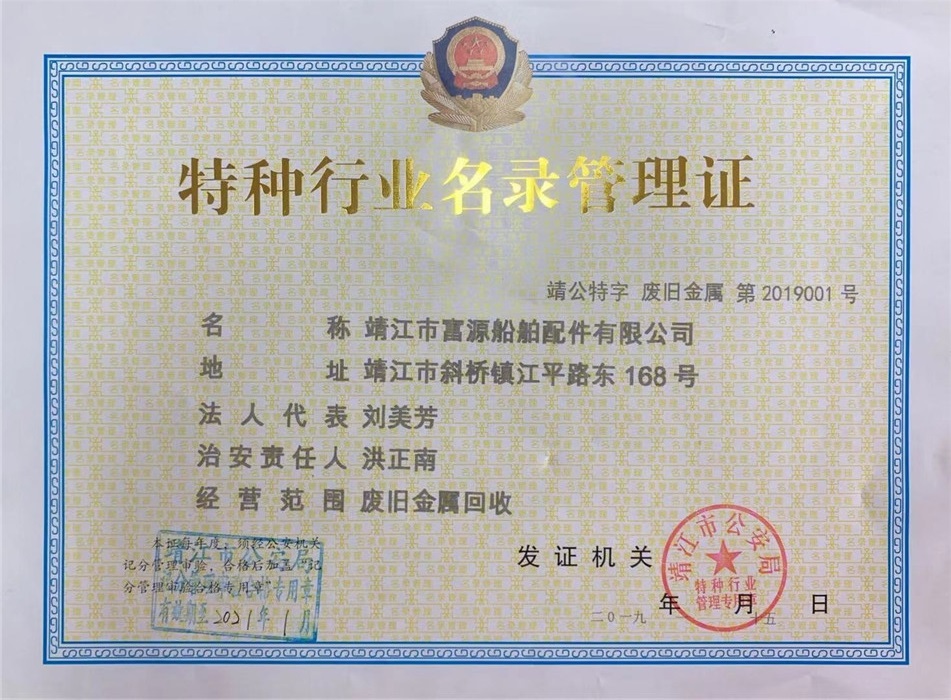 特种行业名录管理证
靖公特字 废旧金属 第2019001号
名称 靖江市富源船舶配件有限公司
地址 靖江市斜桥镇江平路东168号
法人代表 刘美芳
治安责任人 洪正南
经营范围 废旧金属回收
本证每年度，须经公安机关
记分管理审验，合格后加盖“记
分管理审验合格专用章”
靖江市公安局
专用章
有效期至2021年1月
发证机关
靖江市公安局
特种行业
管理专用章
二0一九年 月十五日